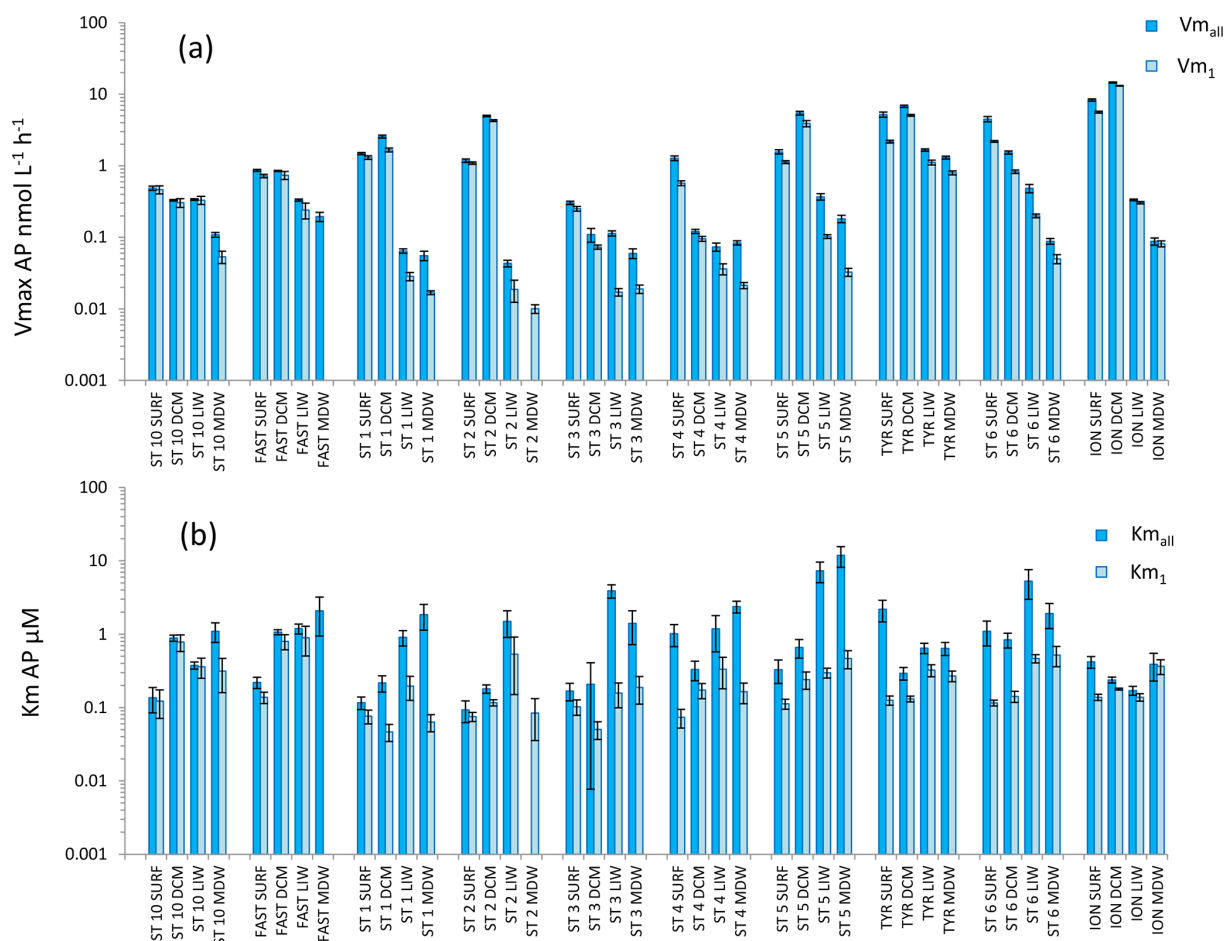 (a)
Vm_all
Vm_1
Vmax AP nmol L^-1 h^-1
100
10
1
0.1
0.01
0.001
ST 10 SURF
ST 10 DCM
ST 10 LIW
ST 10 MDW
FAST SURF
FAST DCM
FAST LIW
FAST MDW
ST 1 SURF
ST 1 DCM
ST 1 LIW
ST 1 MDW
ST 2 SURF
ST 2 DCM
ST 2 LIW
ST 2 MDW
ST 3 SURF
ST 3 DCM
ST 3 LIW
ST 3 MDW
ST 4 SURF
ST 4 DCM
ST 4 LIW
ST 4 MDW
ST 5 SURF
ST 5 DCM
ST 5 LIW
ST 5 MDW
TYR SURF
TYR DCM
TYR LIW
TYR MDW
ST 6 SURF
ST 6 DCM
ST 6 LIW
ST 6 MDW
ION SURF
ION DCM
ION LIW
ION MDW
(b)
Km_all
Km_1
Km AP µM
100
10
1
0.1
0.01
0.001
ST 10 SURF
ST 10 DCM
ST 10 LIW
ST 10 MDW
FAST SURF
FAST DCM
FAST LIW
FAST MDW
ST 1 SURF
ST 1 DCM
ST 1 LIW
ST 1 MDW
ST 2 SURF
ST 2 DCM
ST 2 LIW
ST 2 MDW
ST 3 SURF
ST 3 DCM
ST 3 LIW
ST 3 MDW
ST 4 SURF
ST 4 DCM
ST 4 LIW
ST 4 MDW
ST 5 SURF
ST 5 DCM
ST 5 LIW
ST 5 MDW
TYR SURF
TYR DCM
TYR LIW
TYR MDW
ST 6 SURF
ST 6 DCM
ST 6 LIW
ST 6 MDW
ION SURF
ION DCM
ION LIW
ION MDW